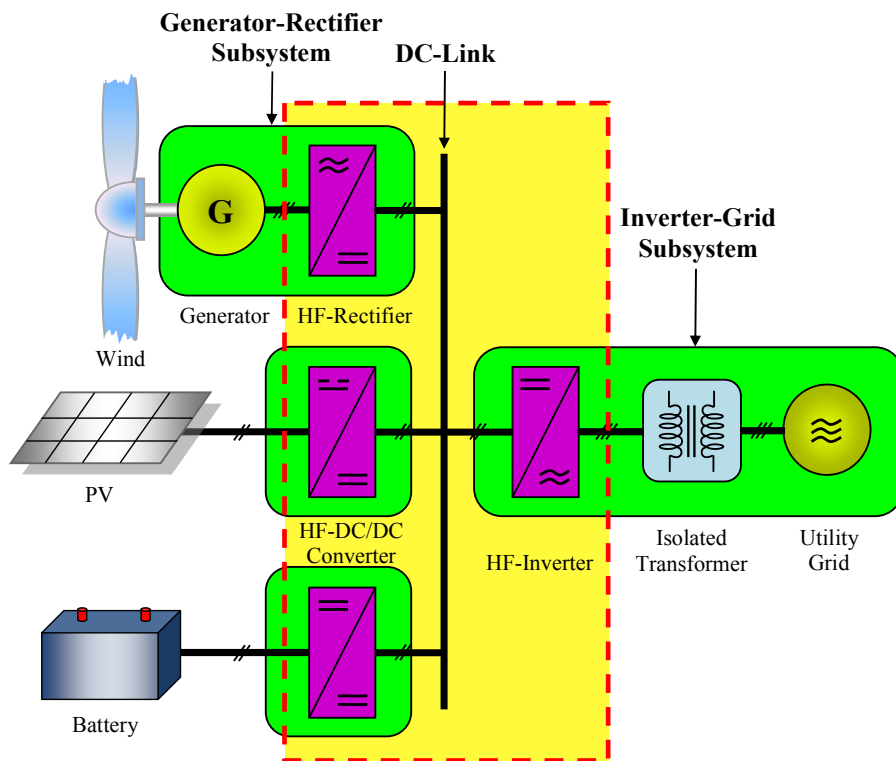 Generator-Rectifier
Subsystem
DC-Link
G
Inverter-Grid
Subsystem
Generator
HF-Rectifier
Wind
PV
HF-DC/DC
Converter
HF-Inverter
Isolated
Transformer
Utility
Grid
Battery